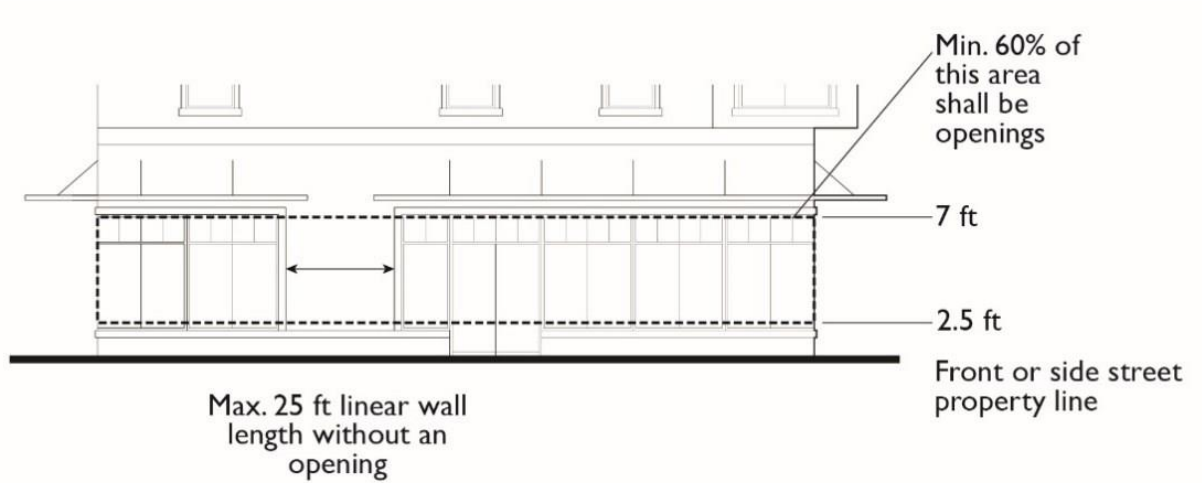 Min. 60% of
this area
shall be
openings
7 ft
2.5 ft
Front or side street
property line
Max. 25 ft linear wall
length without an
opening